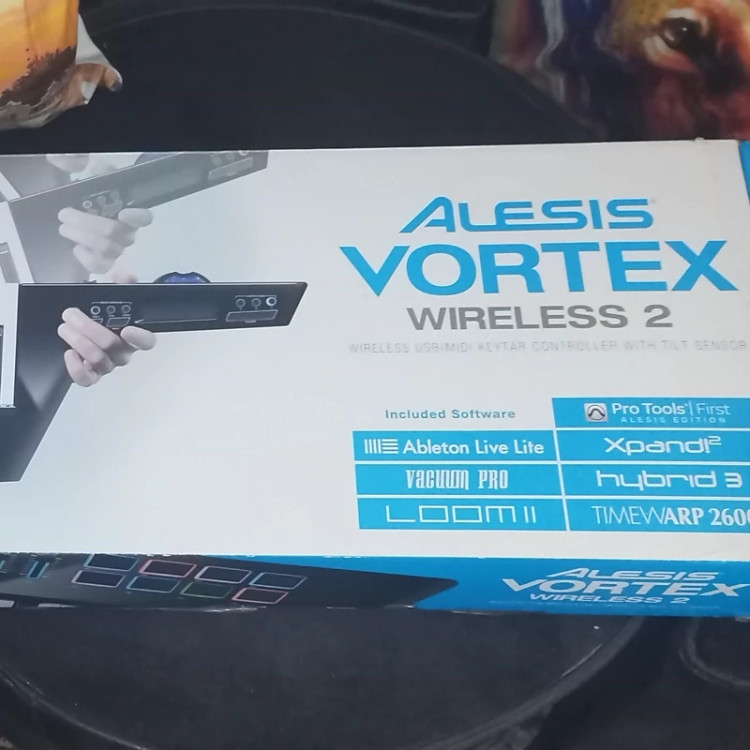 ALESIS
VORTEX
WIRELESS 2
WIRELESS USB/MIDI KEYTAR CONTROLLER WITH TILT SENSOR
Included Software
Pro Tools | First
ALESIS EDITION
Ableton Live Lite
Xpand!2
VACUUM PRO
hybrid 3
LOOM II
TIMEWARP 2600
ALESIS
VORTEX
WIRELESS 2